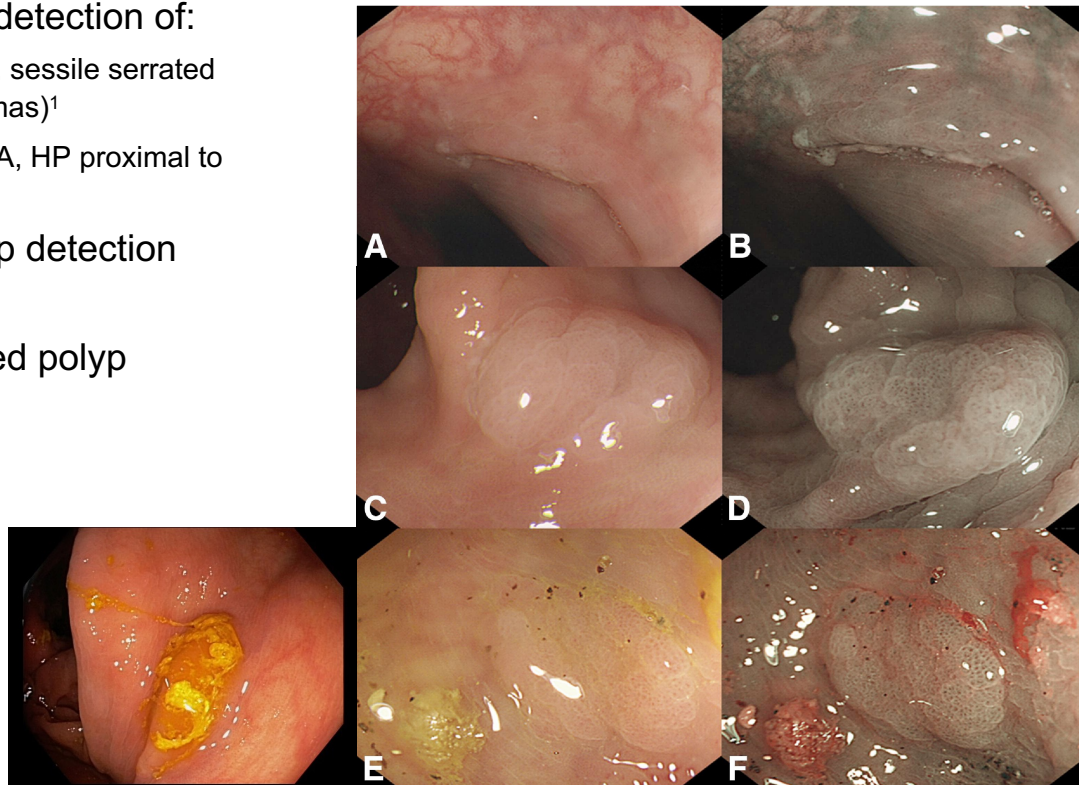 detection of:
sessile serrated
nas)¹
A, HP proximal to
p detection
ed polyp
A
B
C
D
E
F